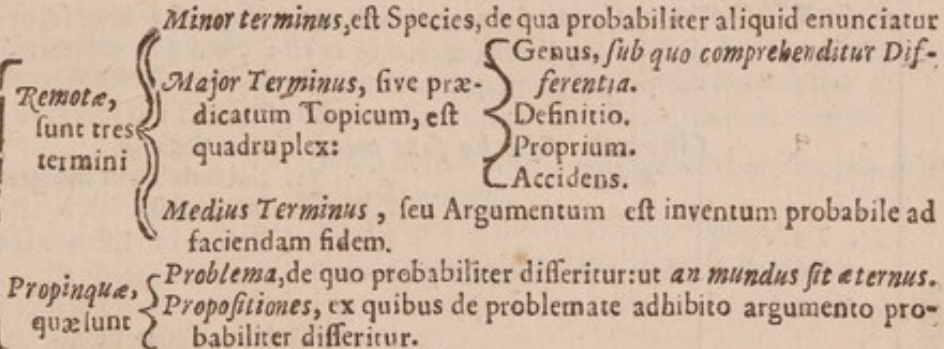 Minor terminus, eſt Species, de qua probabiliter aliquid enunciatur
Remotæ,
ſunt tres
termini
Major Terminus, ſive præ-
dicatum Topicum, eſt
quadruplex:
Genus, ſub quo comprehenditur Dif-
ferentia.
Definitio.
Proprium.
Accidens.
Medius Terminus, ſeu Argumentum eſt inventum probabile ad
faciendam fidem.
Propinquæ,
quæ ſunt
Problema, de quo probabiliter diſſeritur: ut an mundus ſit æternus.
Propoſitiones, ex quibus de problemate adhibito argumento pro-
babiliter diſſeritur.